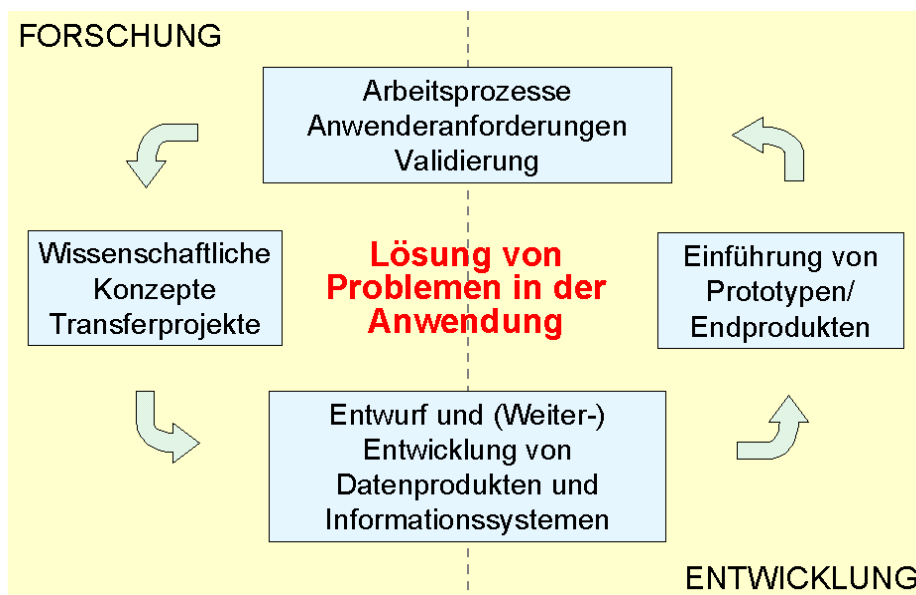 FORSCHUNG
Arbeitsprozesse
Anwenderanforderungen
Validierung
Wissenschaftliche
Konzepte
Transferprojekte
Lösung von
Problemen in der
Anwendung
Einführung von
Prototypen/
Endprodukten
Entwurf und (Weiter-)
Entwicklung von
Datenprodukten und
Informationssystemen
ENTWICKLUNG